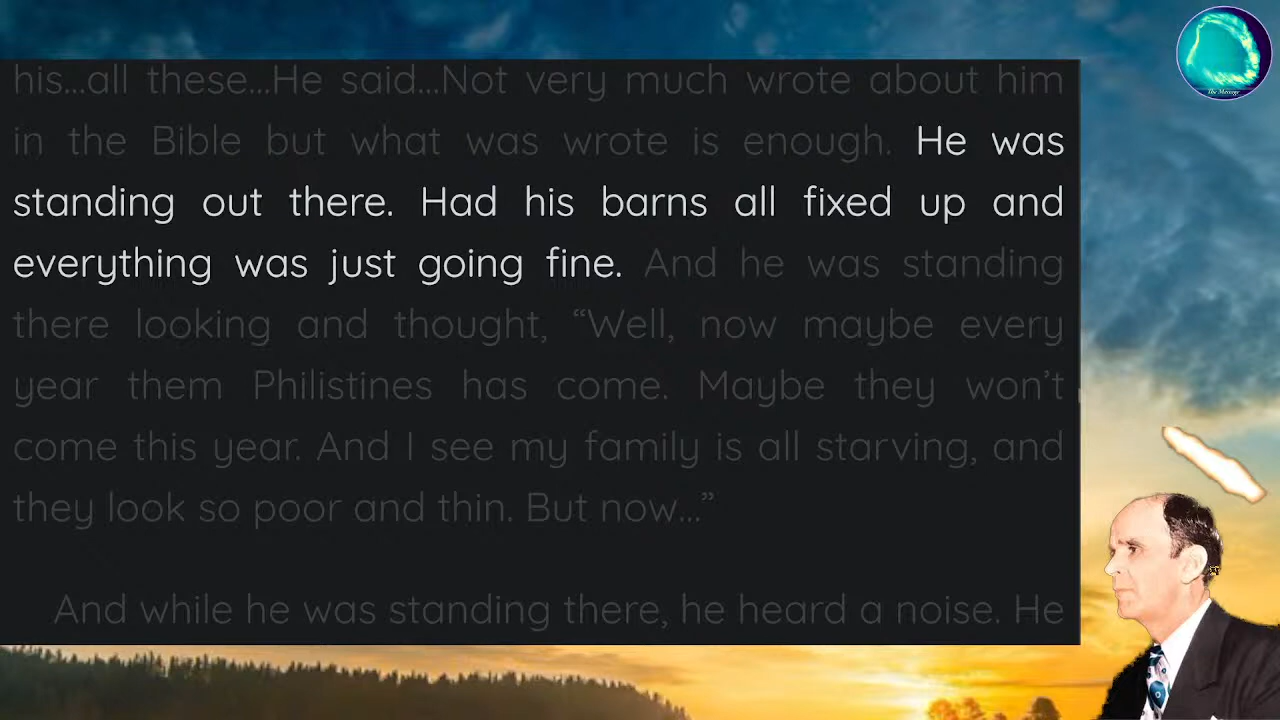 his...all these...He said...Not very much wrote about him
in the Bible but what was wrote is enough. He was
standing out there. Had his barns all fixed up and
everything was just going fine. And he was standing
there looking and thought, “Well, now maybe every
year them Philistines has come. Maybe they won’t
come this year. And I see my family is all starving, and
they look so poor and thin. But now...”
And while he was standing there, he heard a noise. He
The Message